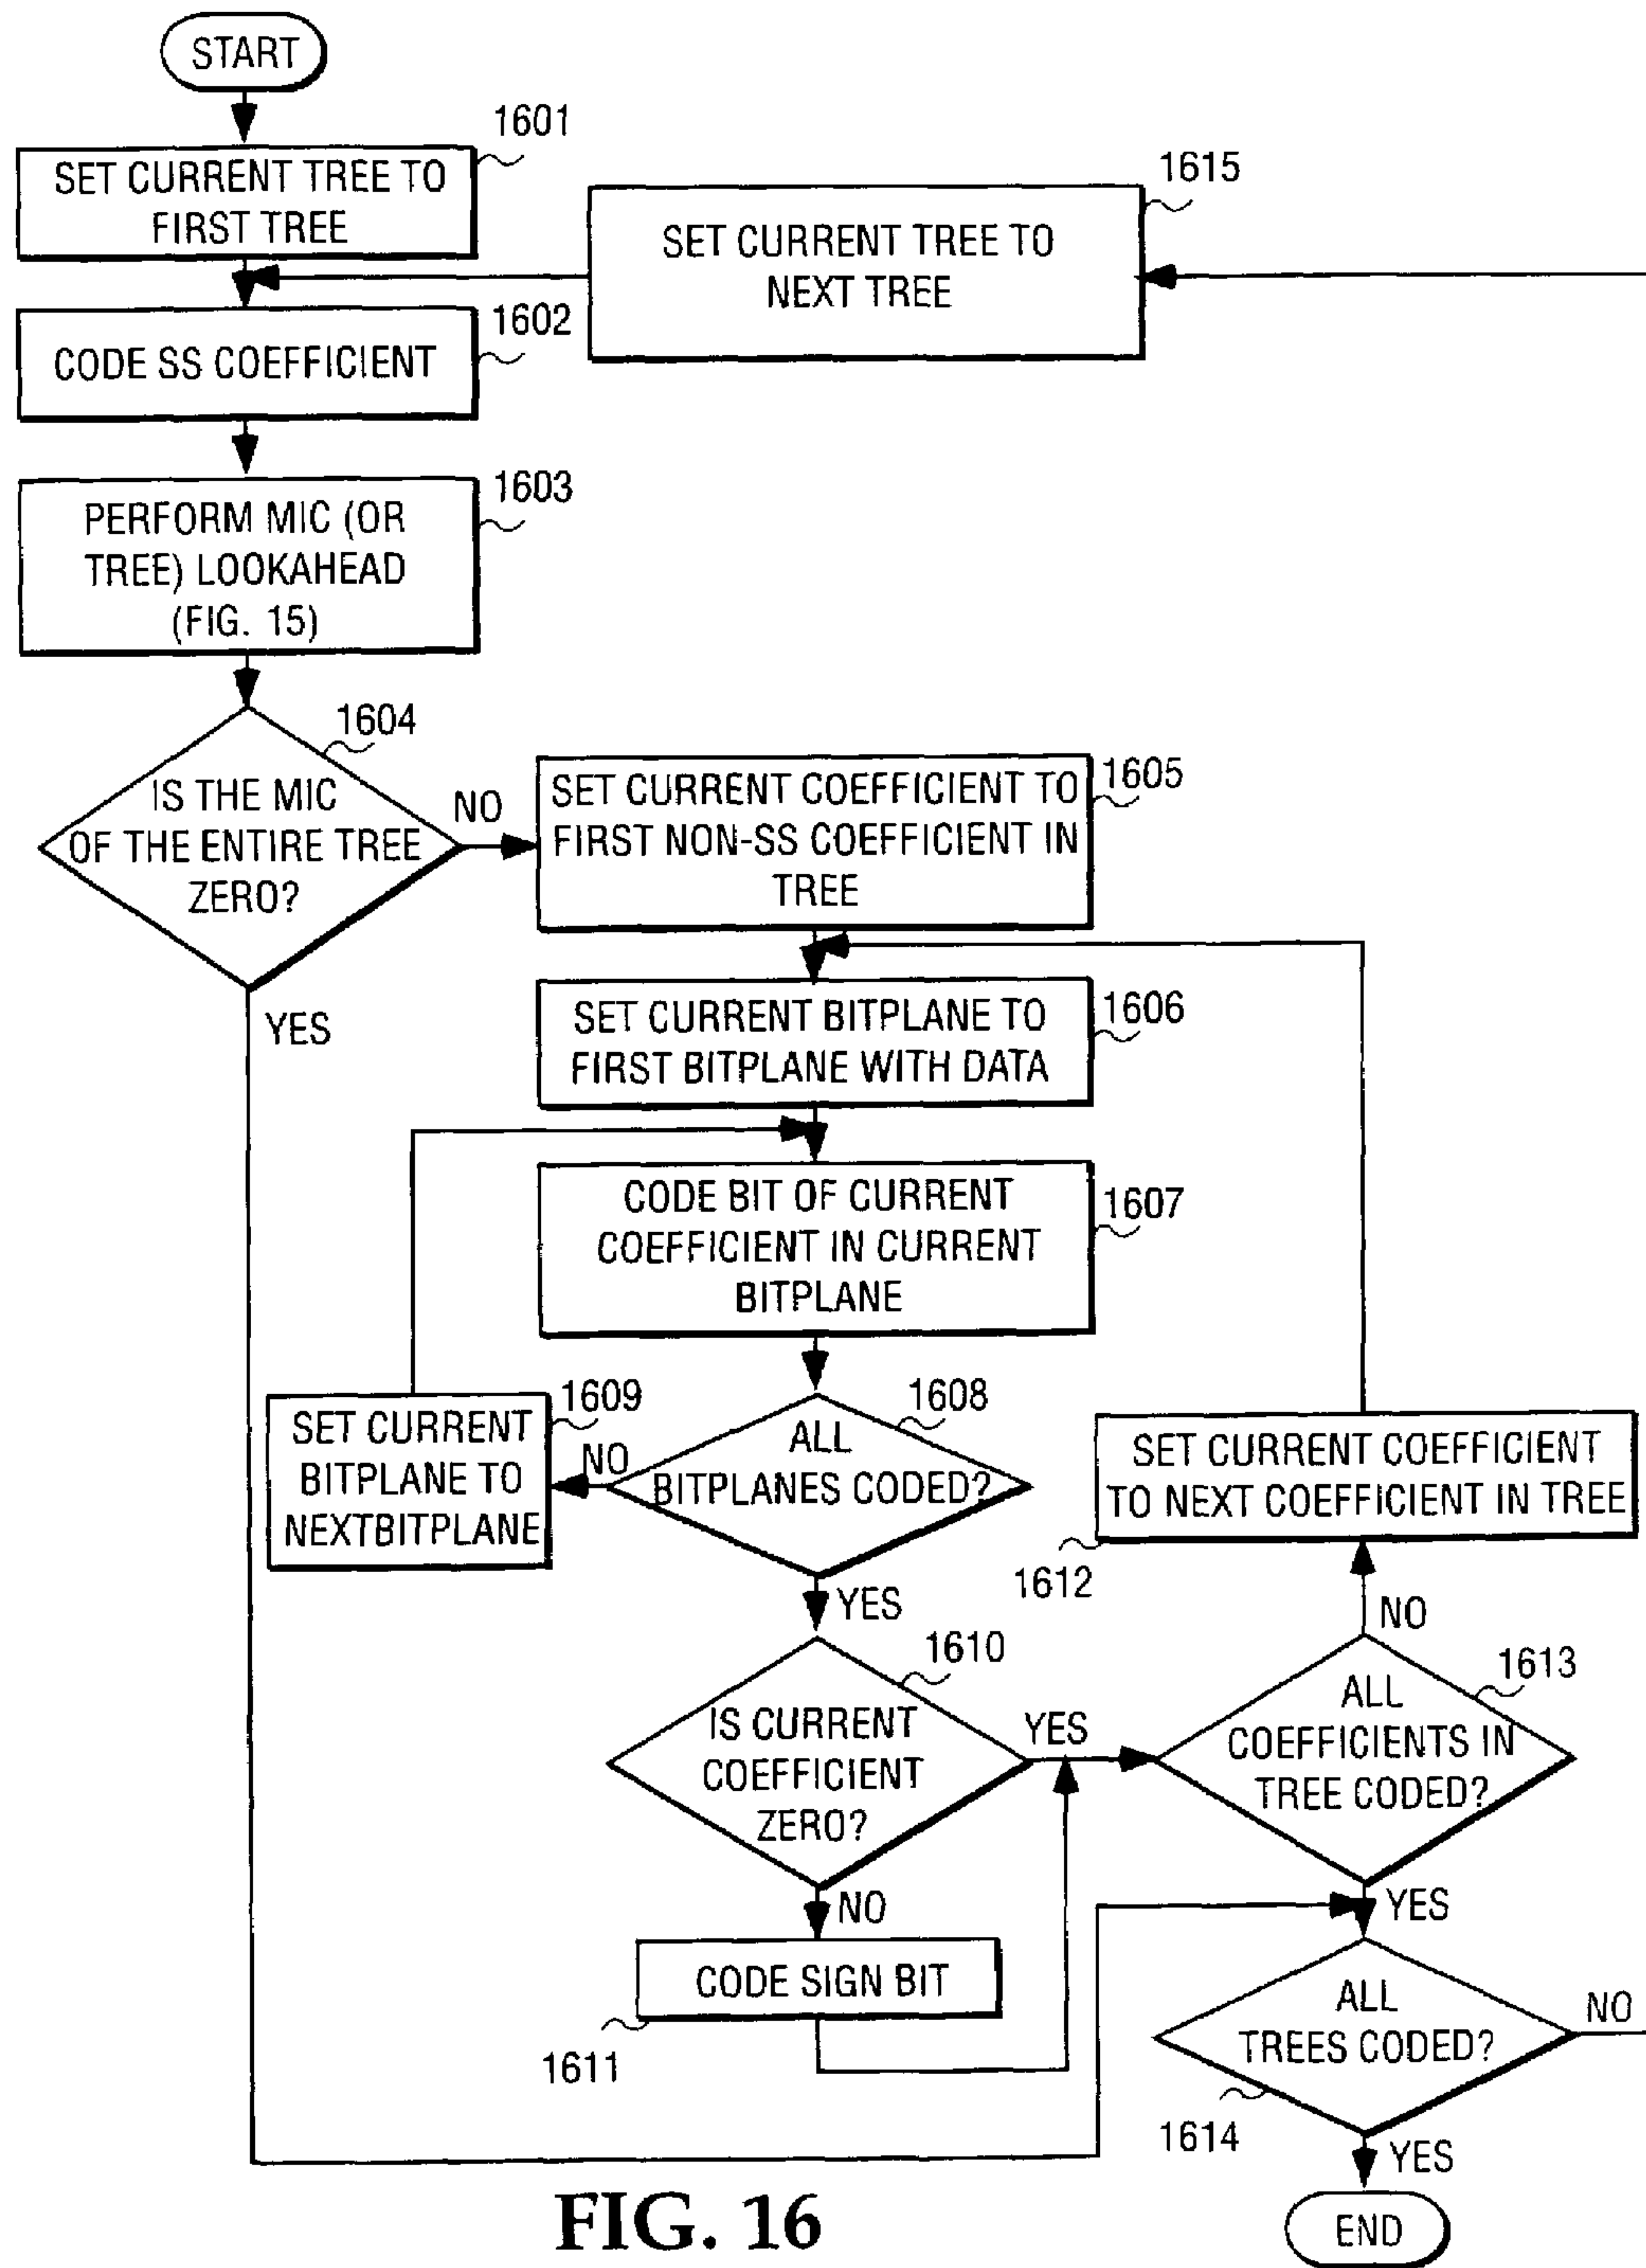 START
1601
SET CURRENT TREE TO
FIRST TREE
1615
SET CURRENT TREE TO
NEXT TREE
1602
CODE SS COEFFICIENT
1603
PERFORM MIC (OR
TREE) LOOKAHEAD
(FIG. 15)
1604
IS THE MIC
OF THE ENTIRE TREE
ZERO?
NO
YES
1605
SET CURRENT COEFFICIENT TO
FIRST NON-SS COEFFICIENT IN
TREE
1606
SET CURRENT BITPLANE TO
FIRST BITPLANE WITH DATA
1607
CODE BIT OF CURRENT
COEFFICIENT IN CURRENT
BITPLANE
1608
ALL
BITPLANES CODED?
NO
1609
SET CURRENT
BITPLANE TO
NEXTBITPLANE
YES
1610
IS CURRENT
COEFFICIENT
ZERO?
YES
NO
CODE SIGN BIT
1611
SET CURRENT COEFFICIENT
TO NEXT COEFFICIENT IN TREE
1612
NO
1613
ALL
COEFFICIENTS IN
TREE CODED?
YES
ALL
TREES CODED?
NO
1614
YES
END
FIG. 16